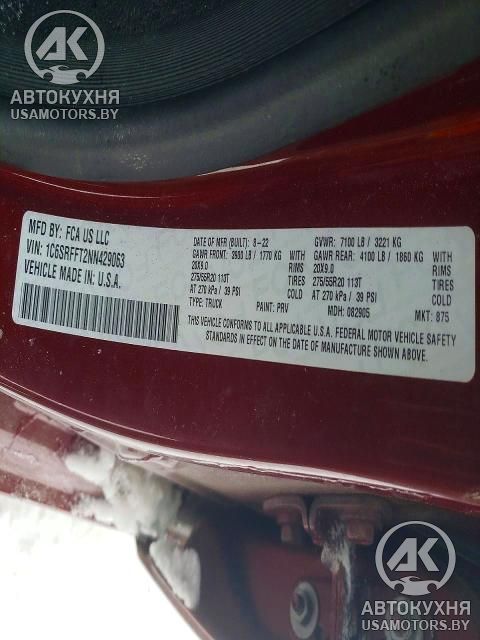 АК
АВТОКУХНЯ
USAMOTORS.BY
MFD BY: FCA US LLC
VIN: 1C6SRFFT2NN429063
VEHICLE MADE IN: U.S.A.
DATE OF MFR (BUILT): 8-22
GAWR FRONT: 3900 LB / 1770 KG WITH
20X9.0 RIMS
275/55R20 113T TIRES
AT 270 kPa / 39 PSI COLD
TYPE: TRUCK PAINT: PRV
GVWR: 7100 LB / 3221 KG
GAWR REAR: 4100 LB / 1860 KG WITH
20X9.0 RIMS
275/55R20 113T TIRES
AT 270 kPa / 39 PSI COLD
MDH: 082905 MKT: 875
THIS VEHICLE CONFORMS TO ALL APPLICABLE U.S.A. FEDERAL MOTOR VEHICLE SAFETY
STANDARDS IN EFFECT ON THE DATE OF MANUFACTURE SHOWN ABOVE.
АК
АВТОКУХНЯ
USAMOTORS.BY